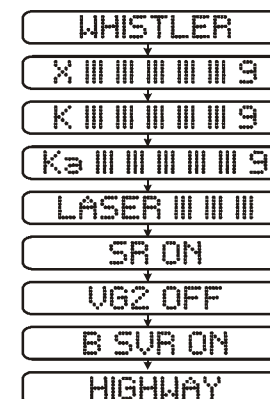 WHISTLER
X ||| ||| ||| ||| ||| 9
K ||| ||| ||| ||| ||| 9
Ka ||| ||| ||| ||| ||| 9
LASER ||| ||| |||
SR ON
VG2 OFF
B SVR ON
HIGHWAY